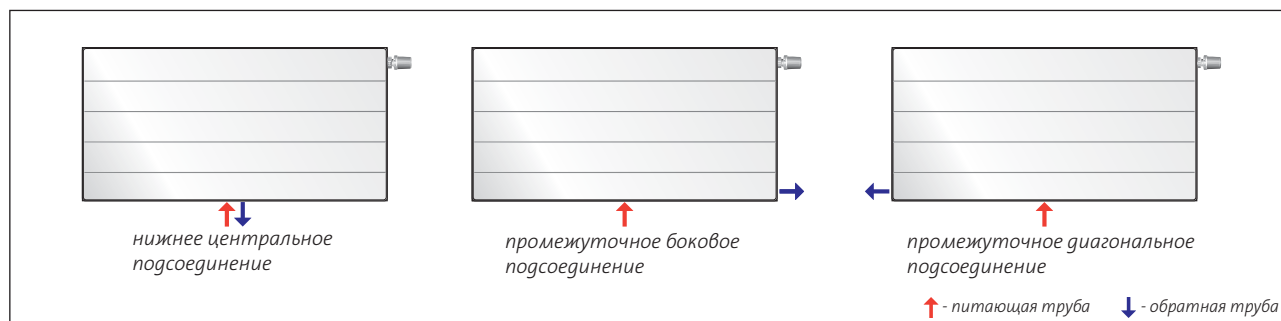 нижнее центральное
подсоединение
промежуточное боковое
подсоединение
промежуточное диагональное
подсоединение
- питающая труба
- обратная труба